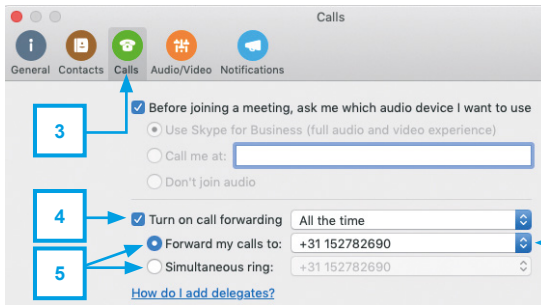 Calls
General Contacts Calls Audio/Video Notifications
3
Before joining a meeting, ask me which audio device I want to use
Use Skype for Business (full audio and video experience)
Call me at:
Don't join audio
4
Turn on call forwarding All the time
Forward my calls to: +31 152782690
5
Simultaneous ring: +31 152782690
How do I add delegates?